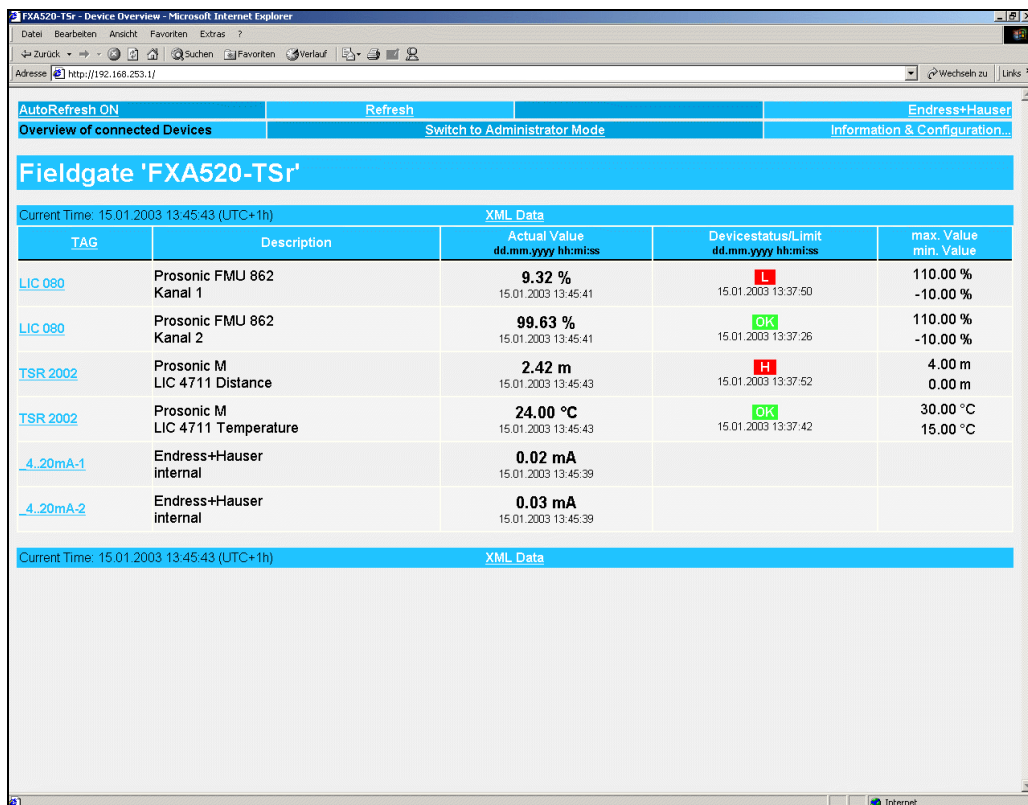 FXA520-TSr - Device Overview - Microsoft Internet Explorer
Datei Bearbeiten Ansicht Favoriten Extras ?
Zurück Suchen Favoriten Verlauf
Adresse http://192.168.253.1/ Wechseln zu Links
AutoRefresh ON Refresh Endress+Hauser
Overview of connected Devices Switch to Administrator Mode Information & Configuration...
Fieldgate 'FXA520-TSr'
Current Time: 15.01.2003 13:45:43 (UTC+1h) XML Data
TAG Description Actual Value Devicestatus/Limit max. Value
dd.mm.yyyy hh:mi:ss dd.mm.yyyy hh:mi:ss min. Value
LIC 080 Prosonic FMU 862 9.32 % L 110.00 %
Kanal 1 15.01.2003 13:45:41 15.01.2003 13:37:50 -10.00 %
LIC 080 Prosonic FMU 862 99.63 % OK 110.00 %
Kanal 2 15.01.2003 13:45:41 15.01.2003 13:37:26 -10.00 %
TSR 2002 Prosonic M 2.42 m H 4.00 m
LIC 4711 Distance 15.01.2003 13:45:43 15.01.2003 13:37:52 0.00 m
TSR 2002 Prosonic M 24.00 °C OK 30.00 °C
LIC 4711 Temperature 15.01.2003 13:45:43 15.01.2003 13:37:42 15.00 °C
_4..20mA-1 Endress+Hauser 0.02 mA
internal 15.01.2003 13:45:39
_4..20mA-2 Endress+Hauser 0.03 mA
internal 15.01.2003 13:45:39
Current Time: 15.01.2003 13:45:43 (UTC+1h) XML Data
Internet